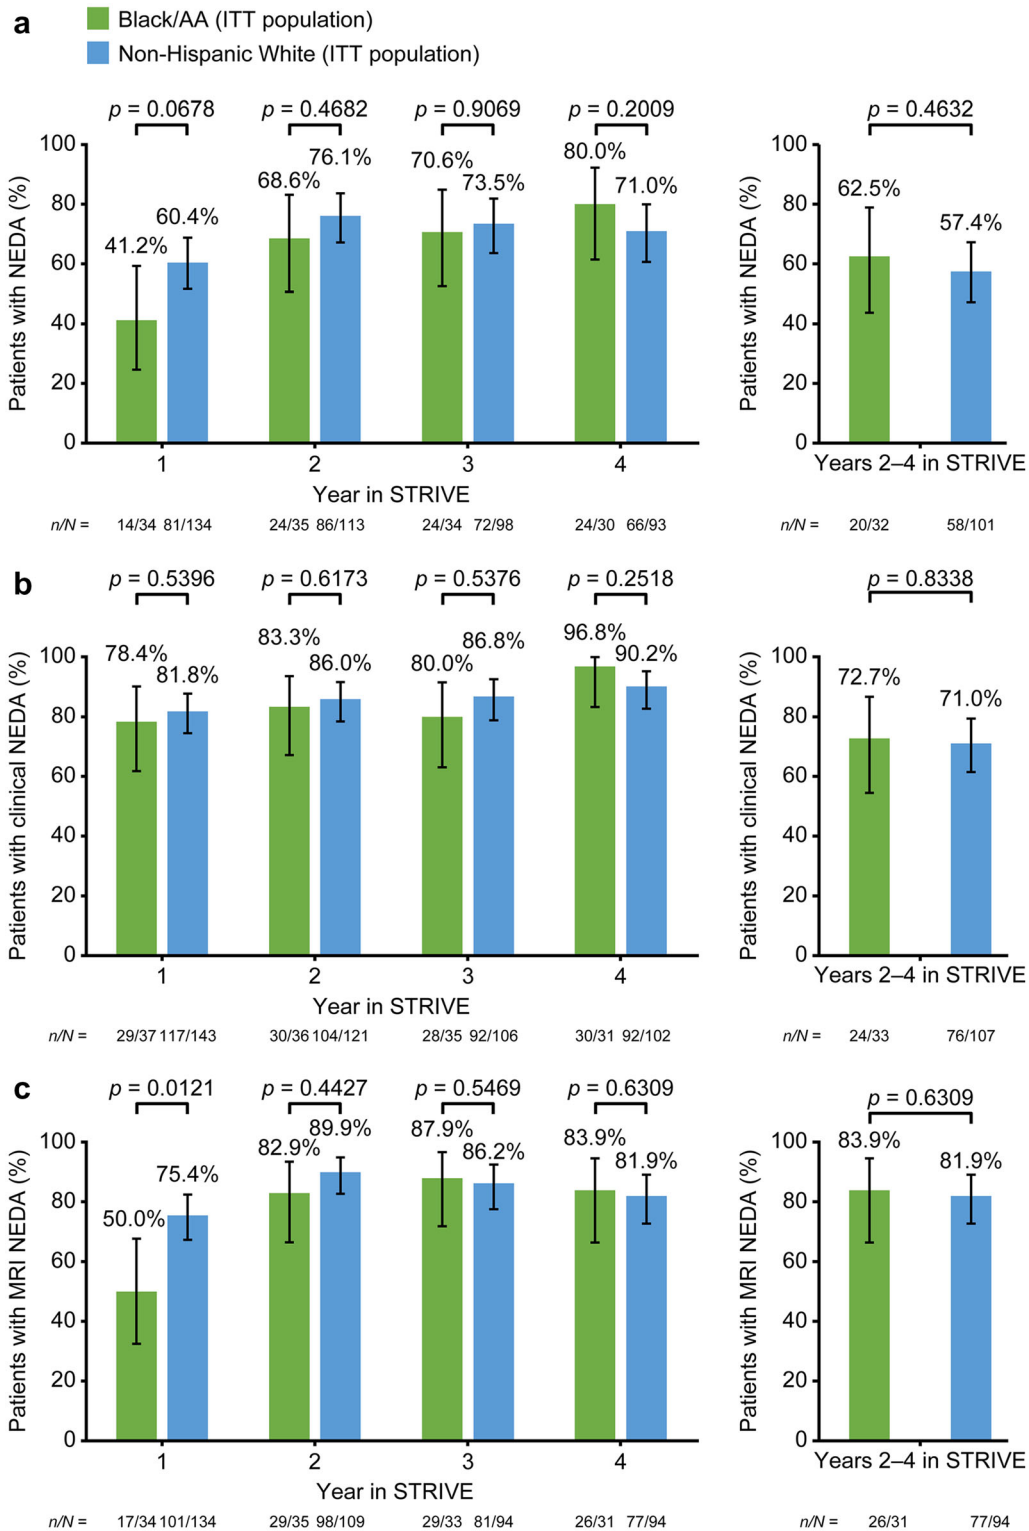 a
Black/AA (ITT population)
Non-Hispanic White (ITT population)
p = 0.0678 p = 0.4682 p = 0.9069 p = 0.2009
41.2% 60.4% 68.6% 76.1% 70.6% 73.5% 80.0% 71.0%
Patients with NEDA (%)
100
80
60
40
20
0
1 2 3 4
Year in STRIVE
n/N = 14/34 81/134 24/35 86/113 24/34 72/98 24/30 66/93
p = 0.4632
62.5% 57.4%
Patients with NEDA (%)
100
80
60
40
20
0
Years 2–4 in STRIVE
n/N = 20/32 58/101
b
p = 0.5396 p = 0.6173 p = 0.5376 p = 0.2518
78.4% 81.8% 83.3% 86.0% 80.0% 86.8% 96.8% 90.2%
Patients with clinical NEDA (%)
100
80
60
40
20
0
1 2 3 4
Year in STRIVE
n/N = 29/37 117/143 30/36 104/121 28/35 92/106 30/31 92/102
p = 0.8338
72.7% 71.0%
Patients with clinical NEDA (%)
100
80
60
40
20
0
Years 2–4 in STRIVE
n/N = 24/33 76/107
c
p = 0.0121 p = 0.4427 p = 0.5469 p = 0.6309
50.0% 75.4% 82.9% 89.9% 87.9% 86.2% 83.9% 81.9%
Patients with MRI NEDA (%)
100
80
60
40
20
0
1 2 3 4
Year in STRIVE
n/N = 17/34 101/134 29/35 98/109 29/33 81/94 26/31 77/94
p = 0.6309
83.9% 81.9%
Patients with MRI NEDA (%)
100
80
60
40
20
0
Years 2–4 in STRIVE
n/N = 26/31 77/94